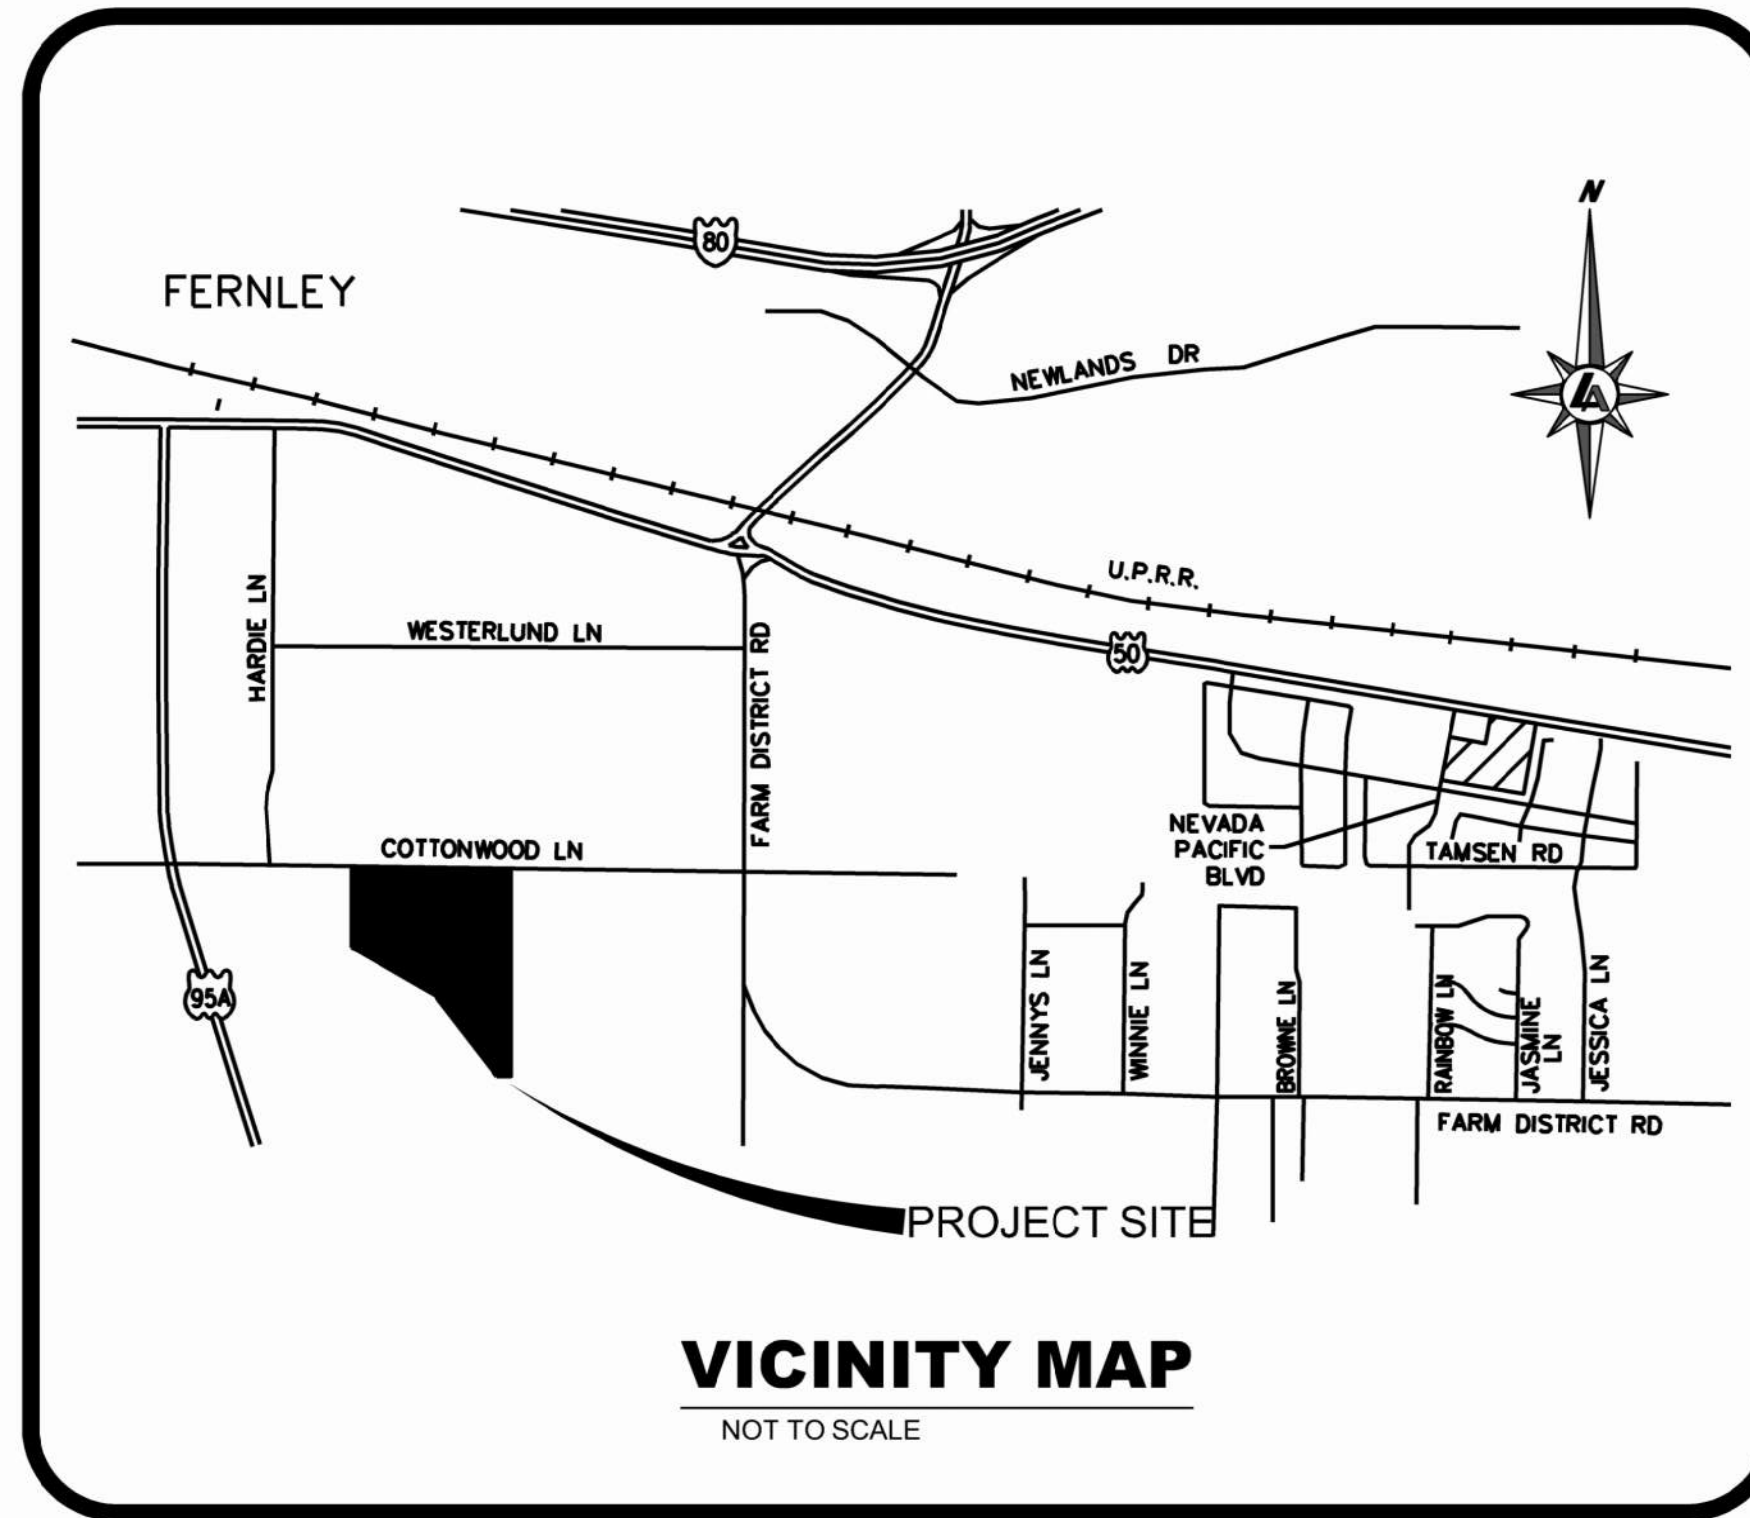 N
80
FERNLEY
NEWLANDS DR
LA
U.P.R.R.
HARDIE LN
WESTERLUND LN
FARM DISTRICT RD
50
COTTONWOOD LN
NEVADA
PACIFIC
BLVD
TAMSEN RD
95A
JENNYS LN
WINNIE LN
BROWNE LN
RAINBOW LN
JASMINE
LN
JESSICA LN
FARM DISTRICT RD
PROJECT SITE
VICINITY MAP
NOT TO SCALE